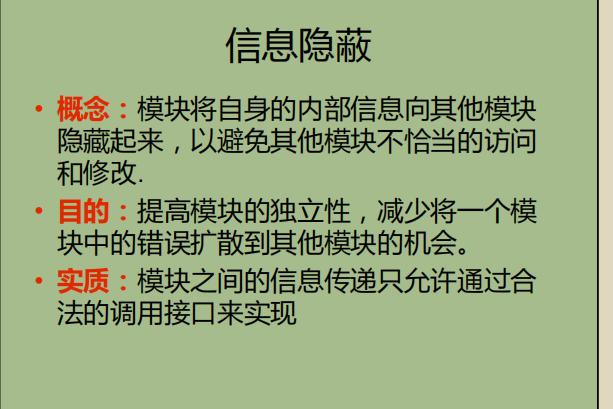 信息隐蔽
• 概念：模块将自身的内部信息向其他模块
隐藏起来，以避免其他模块不恰当的访问
和修改.
• 目的：提高模块的独立性，减少将一个模
块中的错误扩散到其他模块的机会。
• 实质：模块之间的信息传递只允许通过合
法的调用接口来实现